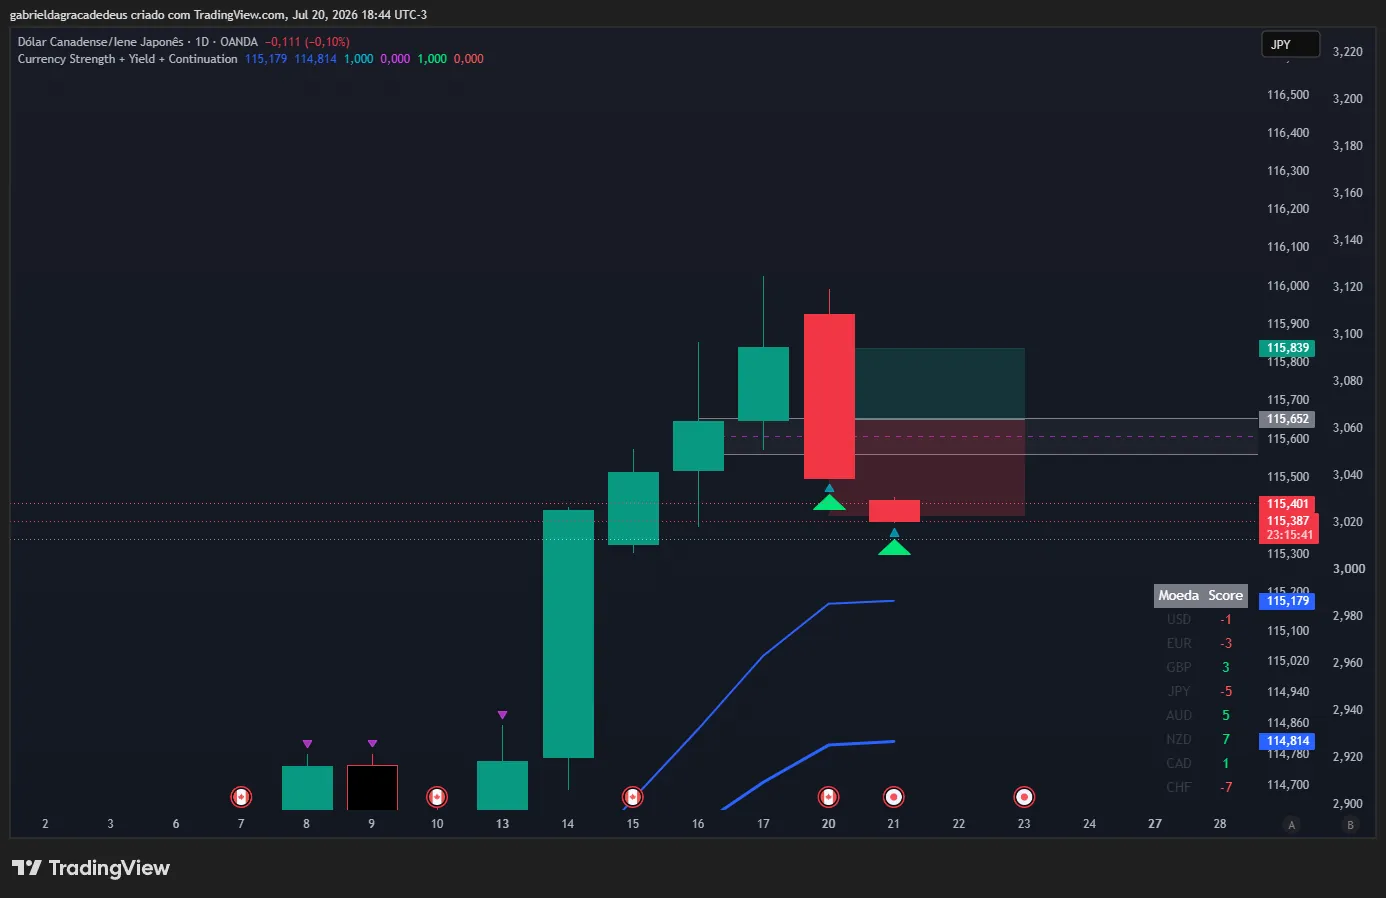 gabrieldagracadedeus criado com TradingView.com, Jul 20, 2026 18:44 UTC-3
Dólar Canadense/Iene Japonês · 1D · OANDA −0,111 (−0,10%)
Currency Strength + Yield + Continuation 115,179 114,814 1,000 0,000 1,000 0,000
JPY
116,500
116,400
116,300
116,200
116,100
116,000
115,900
115,839
115,800
115,700
115,652
115,600
115,500
115,401
115,387
23:15:41
115,300
115,200
115,179
115,100
115,020
114,940
114,860
114,814
114,780
114,700
3,220
3,200
3,180
3,160
3,140
3,120
3,100
3,080
3,060
3,040
3,020
3,000
2,980
2,960
2,940
2,920
2,900
Moeda Score
USD -1
EUR -3
GBP 3
JPY -5
AUD 5
NZD 7
CAD 1
CHF -7
2 3 6 7 8 9 10 13 14 15 16 17 20 21 22 23 24 27 28 A B
TradingView